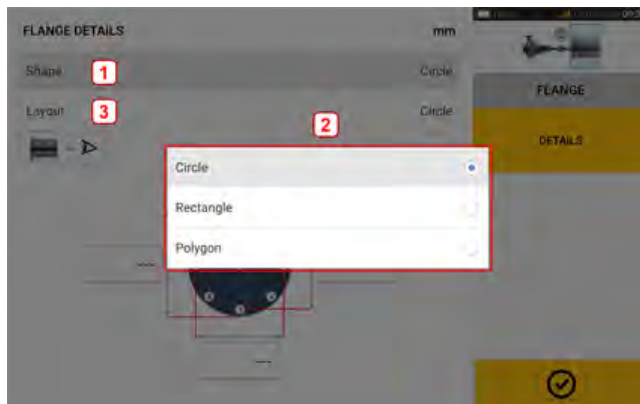 FLANGE DETAILS mm
Shape 1 Circle
Layout 3 Circle
2
Circle
Rectangle
Polygon
FLANGE
DETAILS